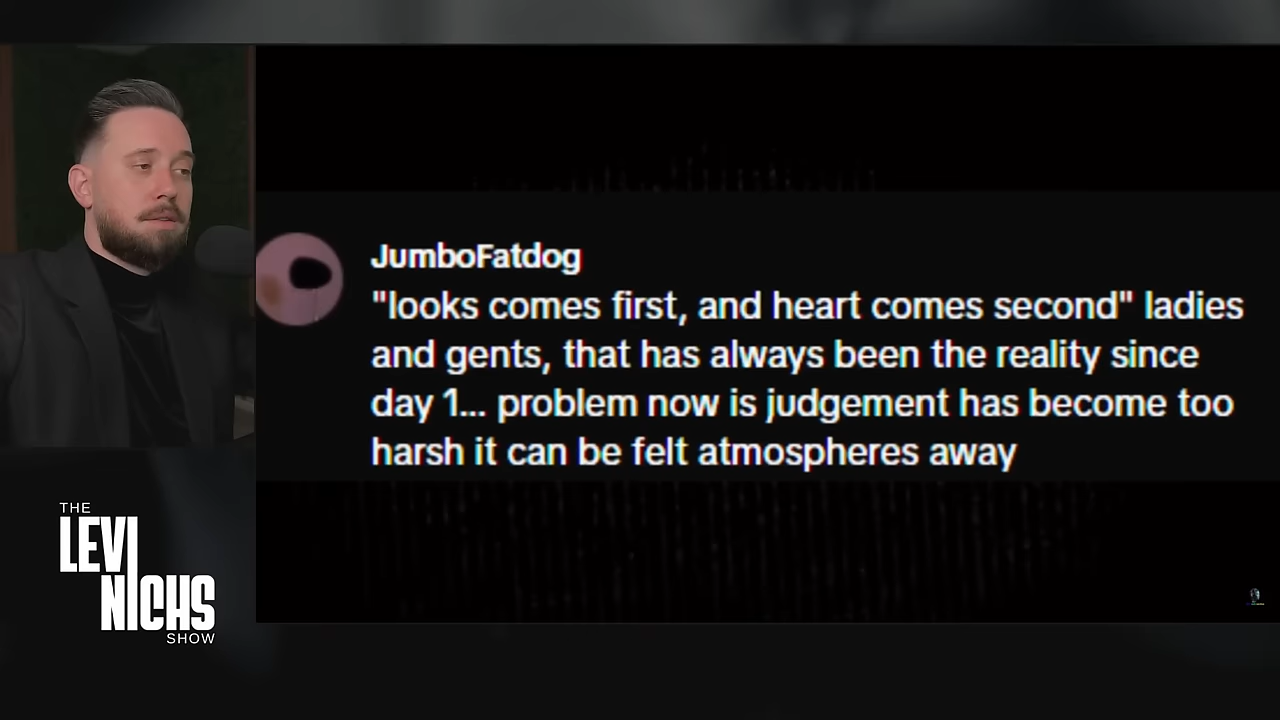 JumboFatdog
"looks comes first, and heart comes second" ladies
and gents, that has always been the reality since
day 1... problem now is judgement has become too
harsh it can be felt atmospheres away
THE
LEVI
NICHS
SHOW